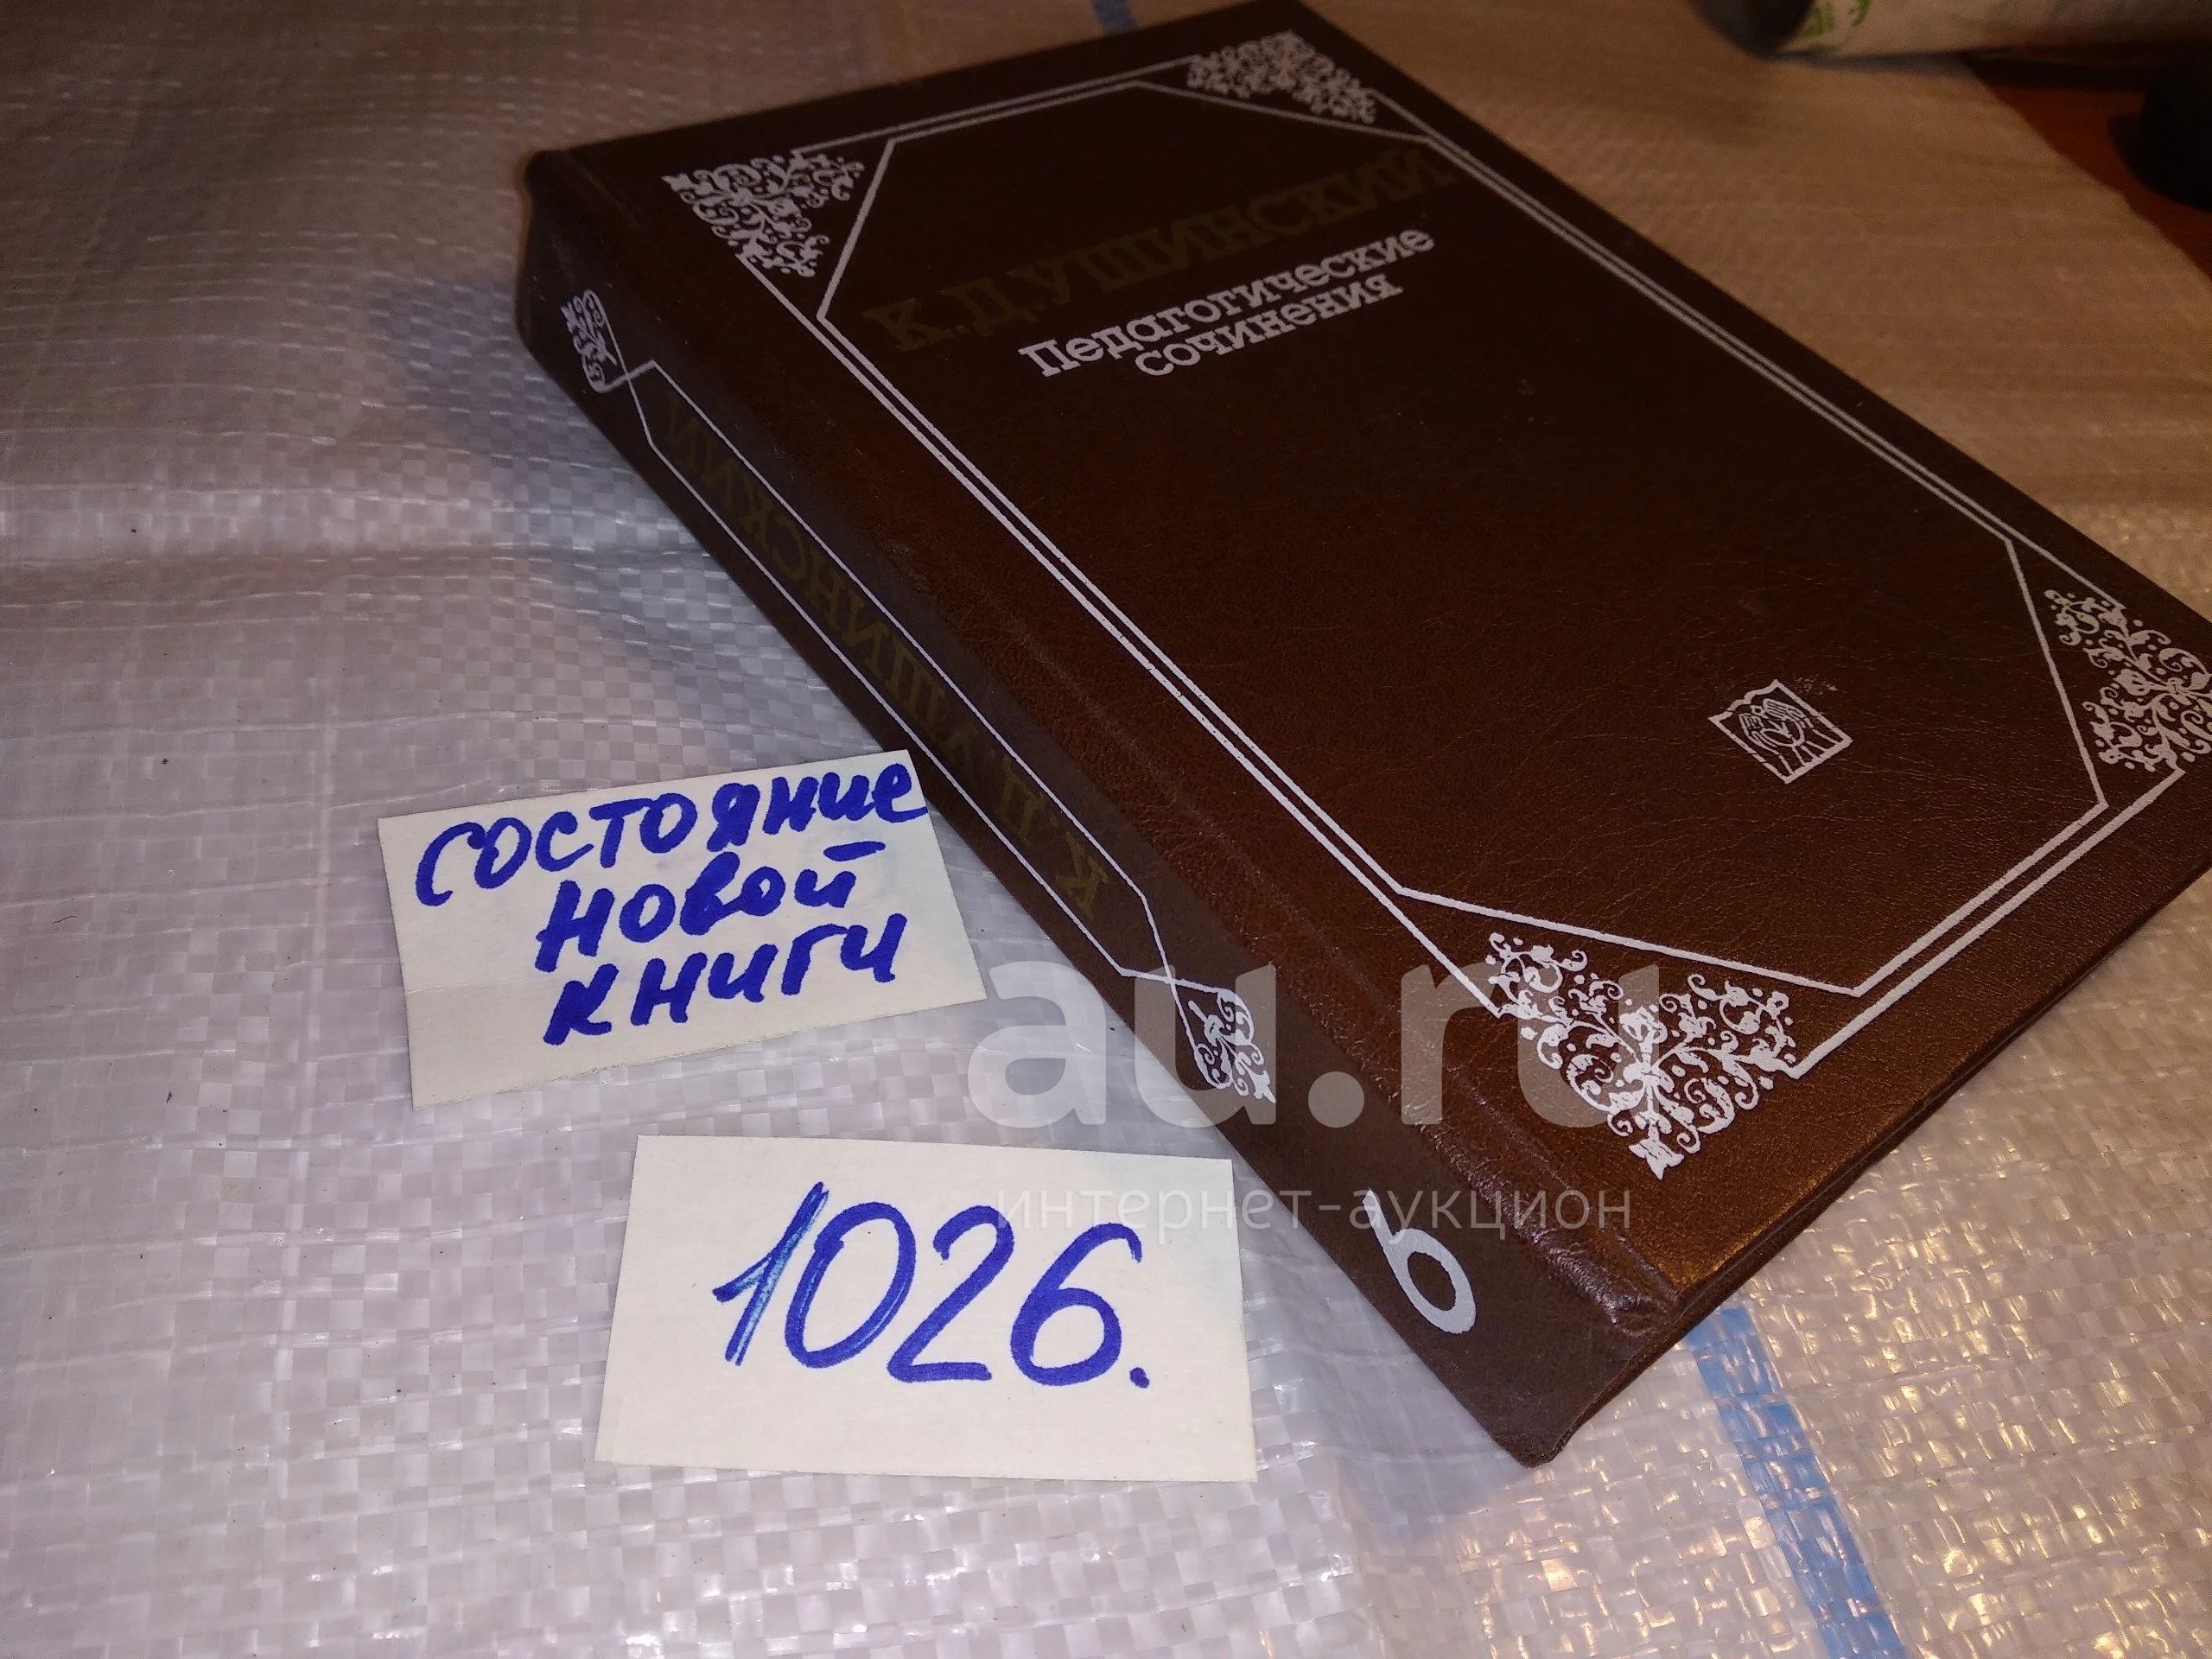 К.Д.УШИНСКИЙ
Педагогические
сочинения
К.Д.УШИНСКИЙ
6
состояние
новой
книги
1026.
au.ru
интернет-аукцион